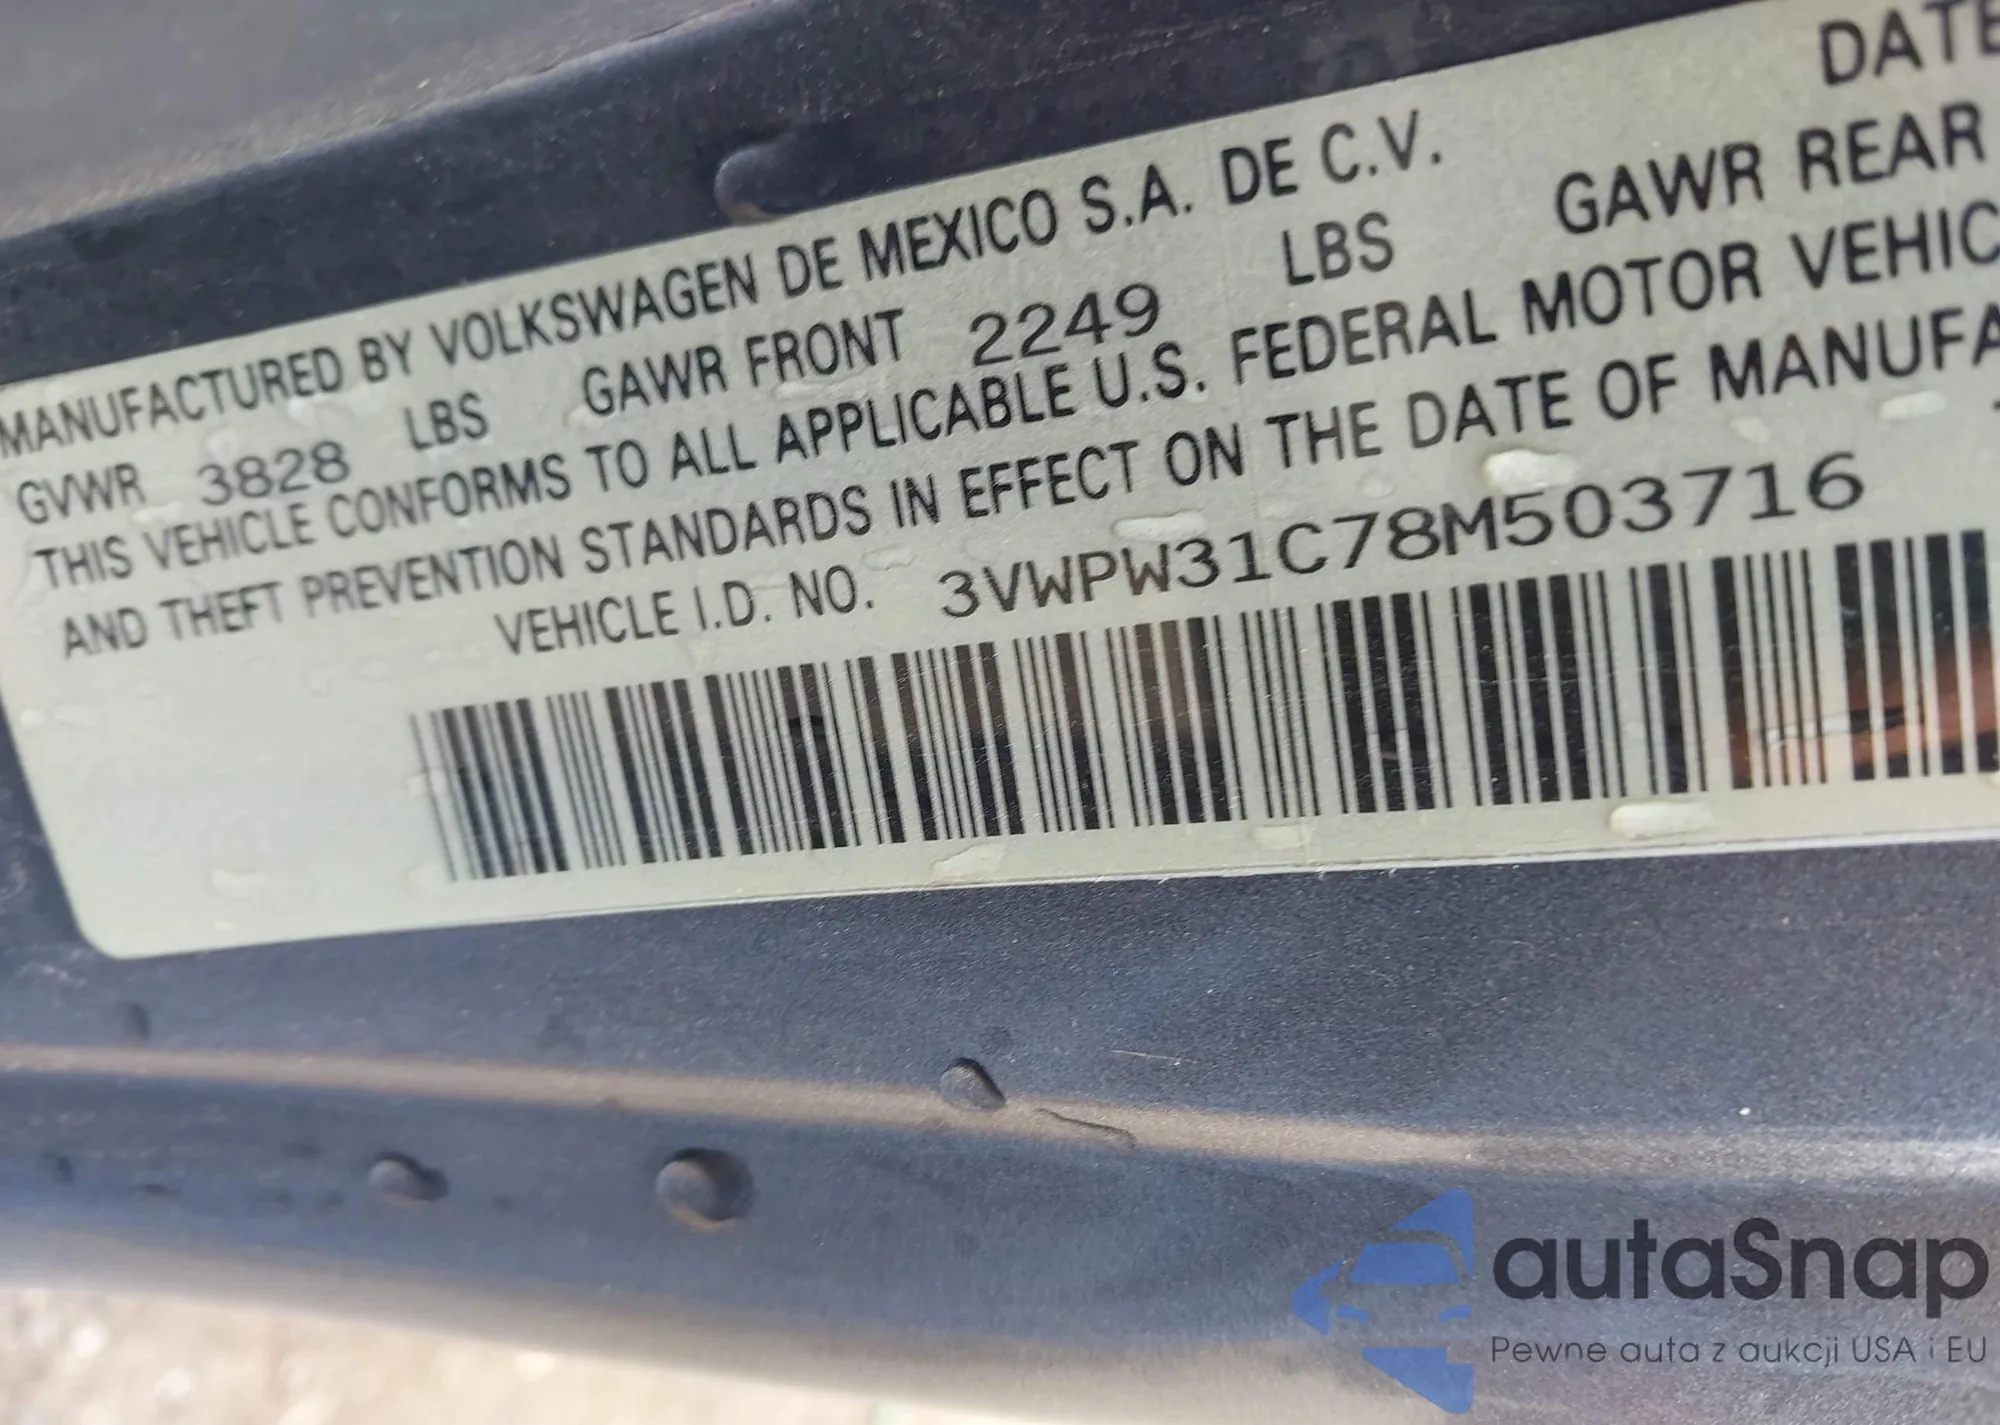 DATE
MANUFACTURED BY VOLKSWAGEN DE MEXICO S.A. DE C.V.
GVWR 3828 LBS GAWR FRONT 2249 LBS GAWR REAR
THIS VEHICLE CONFORMS TO ALL APPLICABLE U.S. FEDERAL MOTOR VEHIC
AND THEFT PREVENTION STANDARDS IN EFFECT ON THE DATE OF MANUFA
VEHICLE I.D. NO. 3VWPW31C78M503716
autaSnap
Pewne auta z aukcji USA i EU